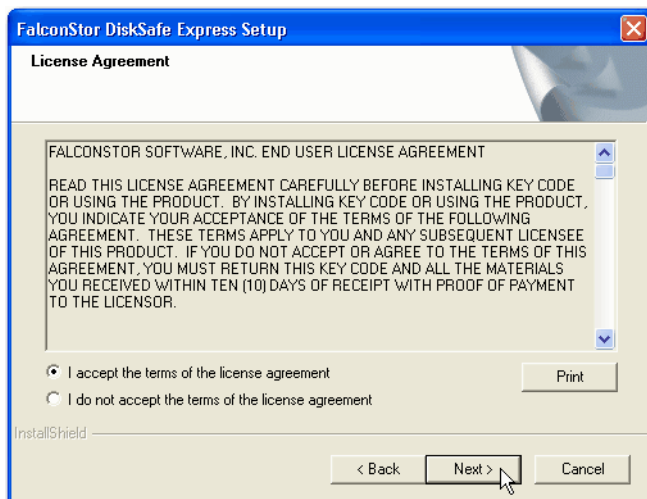 FalconStor DiskSafe Express Setup
License Agreement
FALCONSTOR SOFTWARE, INC. END USER LICENSE AGREEMENT
READ THIS LICENSE AGREEMENT CAREFULLY BEFORE INSTALLING KEY CODE
OR USING THE PRODUCT. BY INSTALLING KEY CODE OR USING THE PRODUCT,
YOU INDICATE YOUR ACCEPTANCE OF THE TERMS OF THE FOLLOWING
AGREEMENT. THESE TERMS APPLY TO YOU AND ANY SUBSEQUENT LICENSEE
OF THIS PRODUCT. IF YOU DO NOT ACCEPT OR AGREE TO THE TERMS OF THIS
AGREEMENT, YOU MUST RETURN THIS KEY CODE AND ALL THE MATERIALS
YOU RECEIVED WITHIN TEN (10) DAYS OF RECEIPT WITH PROOF OF PAYMENT
TO THE LICENSOR.
I accept the terms of the license agreement
Print
I do not accept the terms of the license agreement
InstallShield
< Back
Next >
Cancel